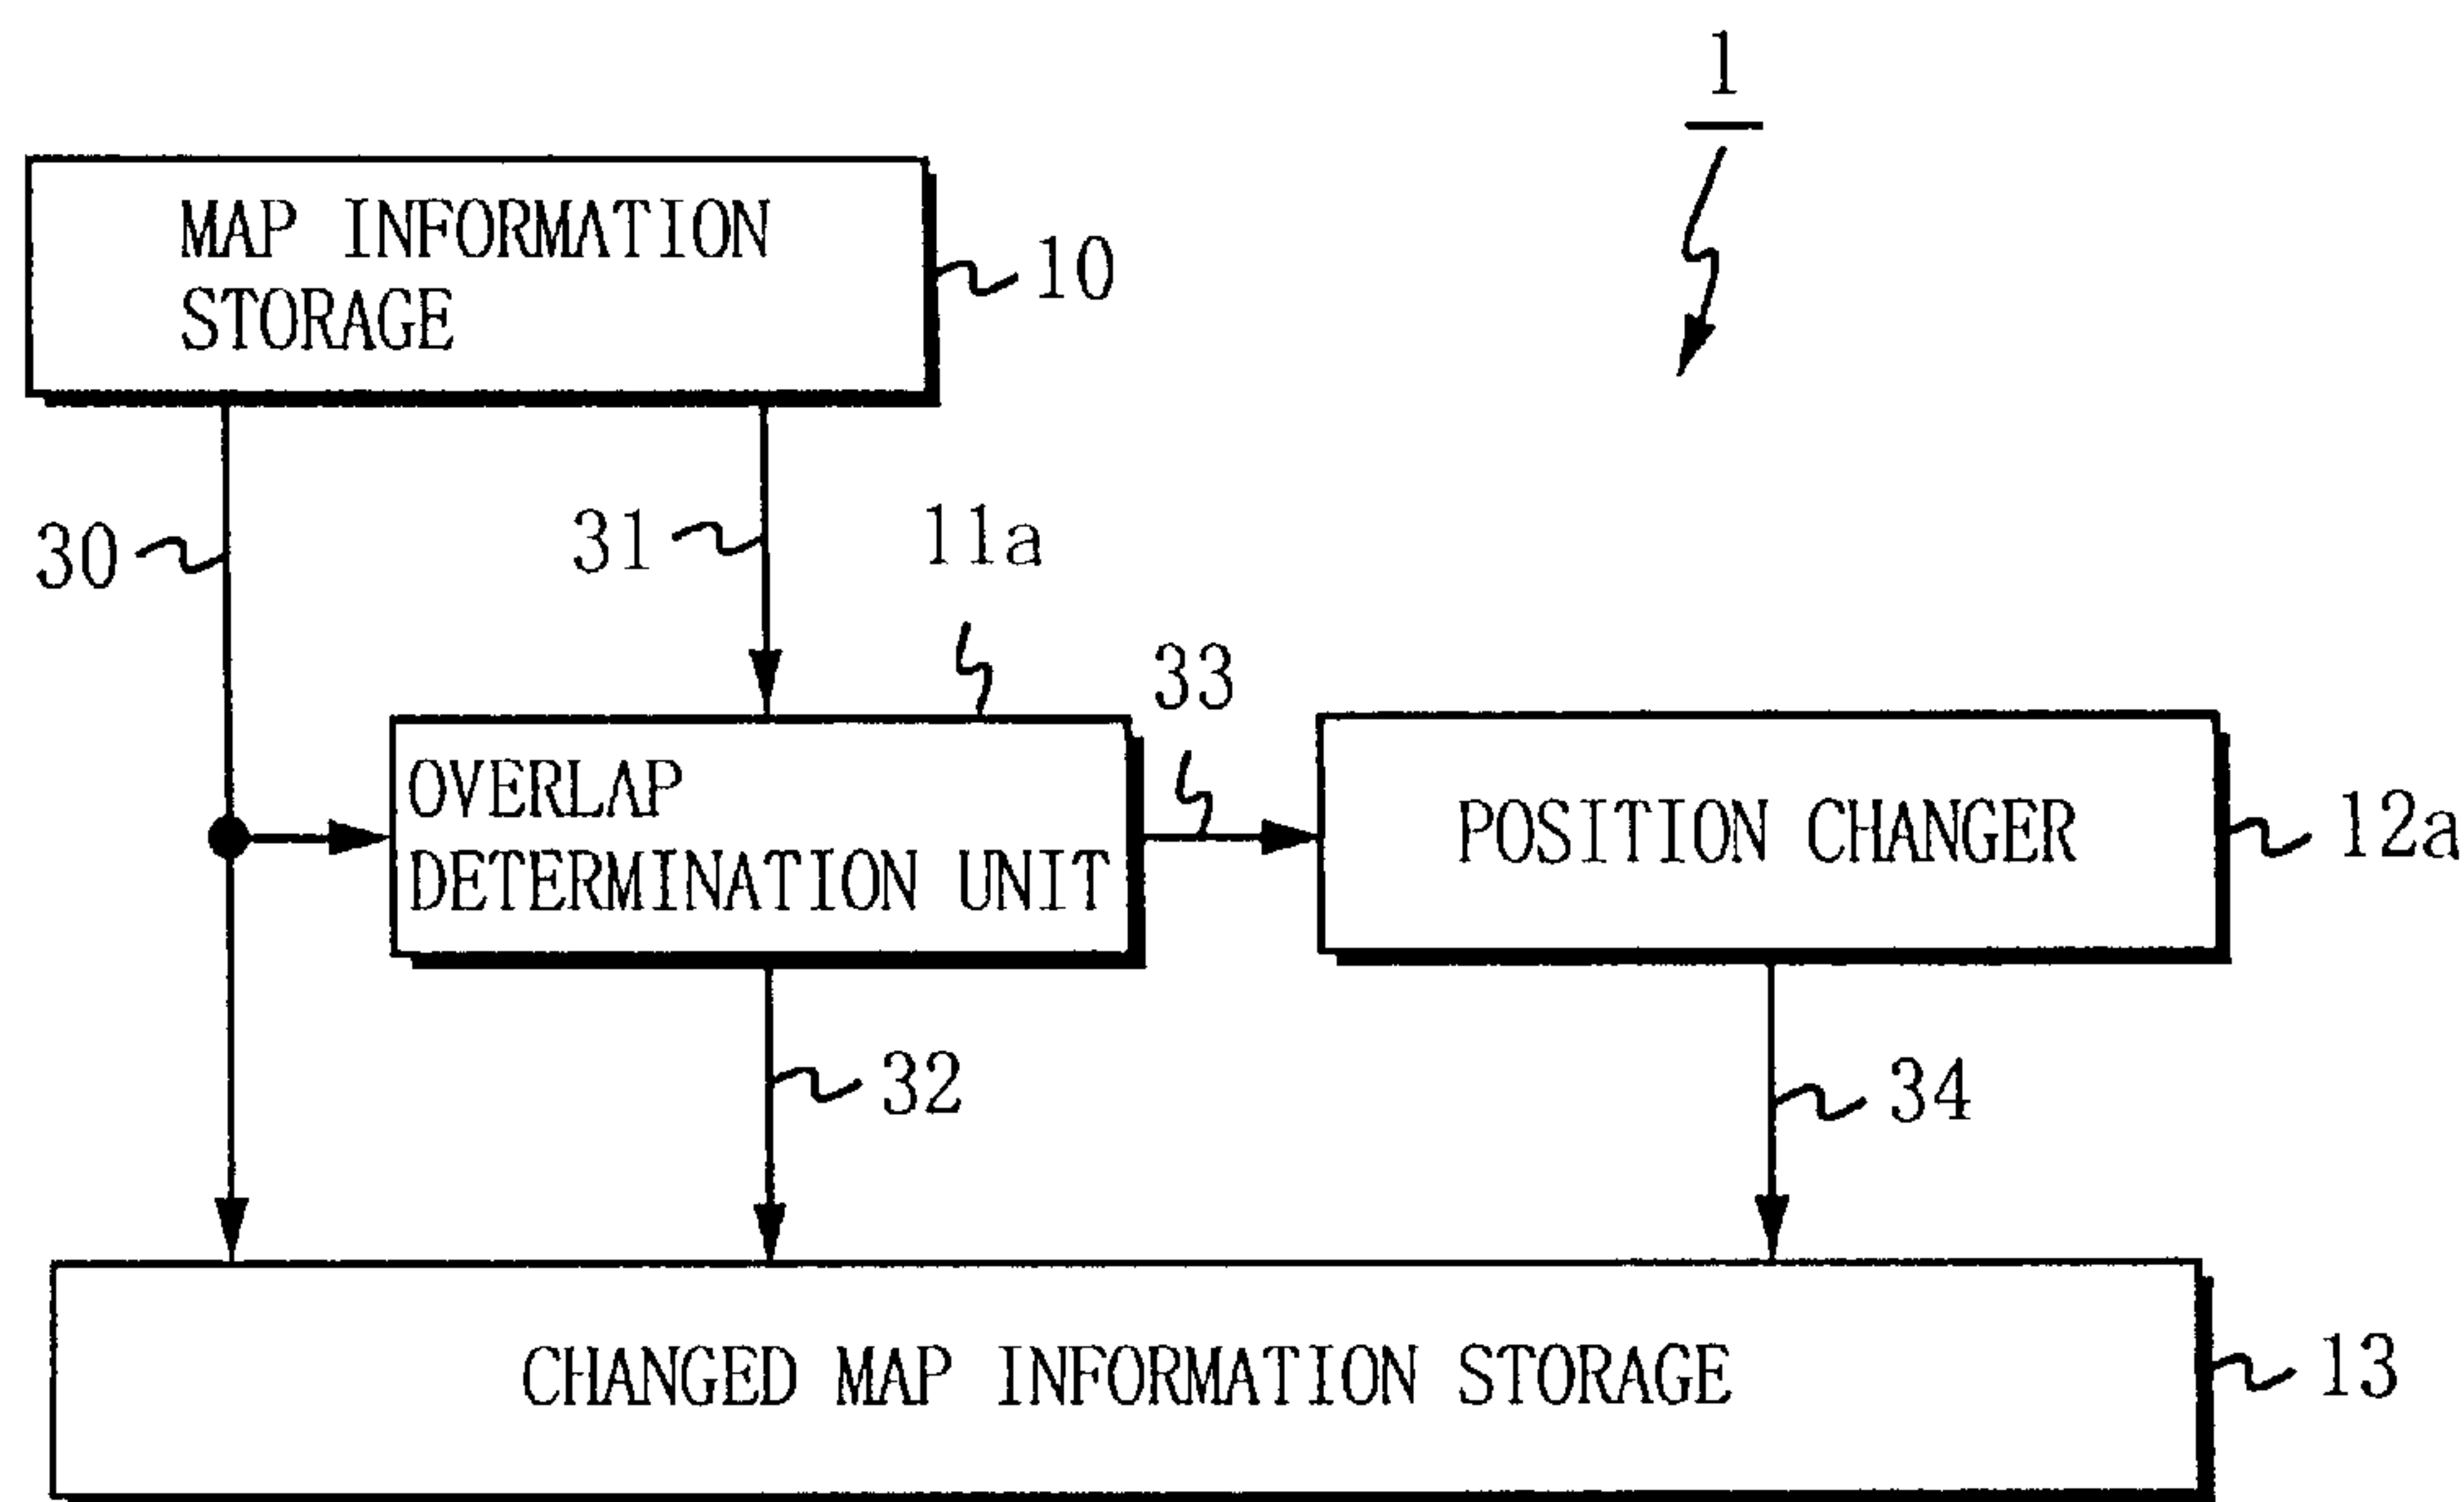 1
MAP INFORMATION
STORAGE
10
30
31
11a
33
OVERLAP
DETERMINATION UNIT
POSITION CHANGER
12a
32
34
CHANGED MAP INFORMATION STORAGE
13